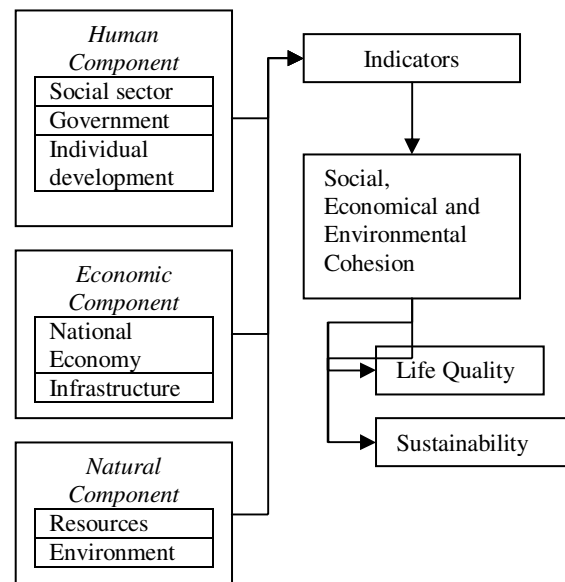 Human
Component
Social sector
Government
Individual
development
Economic
Component
National
Economy
Infrastructure
Natural
Component
Resources
Environment
Indicators
Social,
Economical and
Environmental
Cohesion
Life Quality
Sustainability